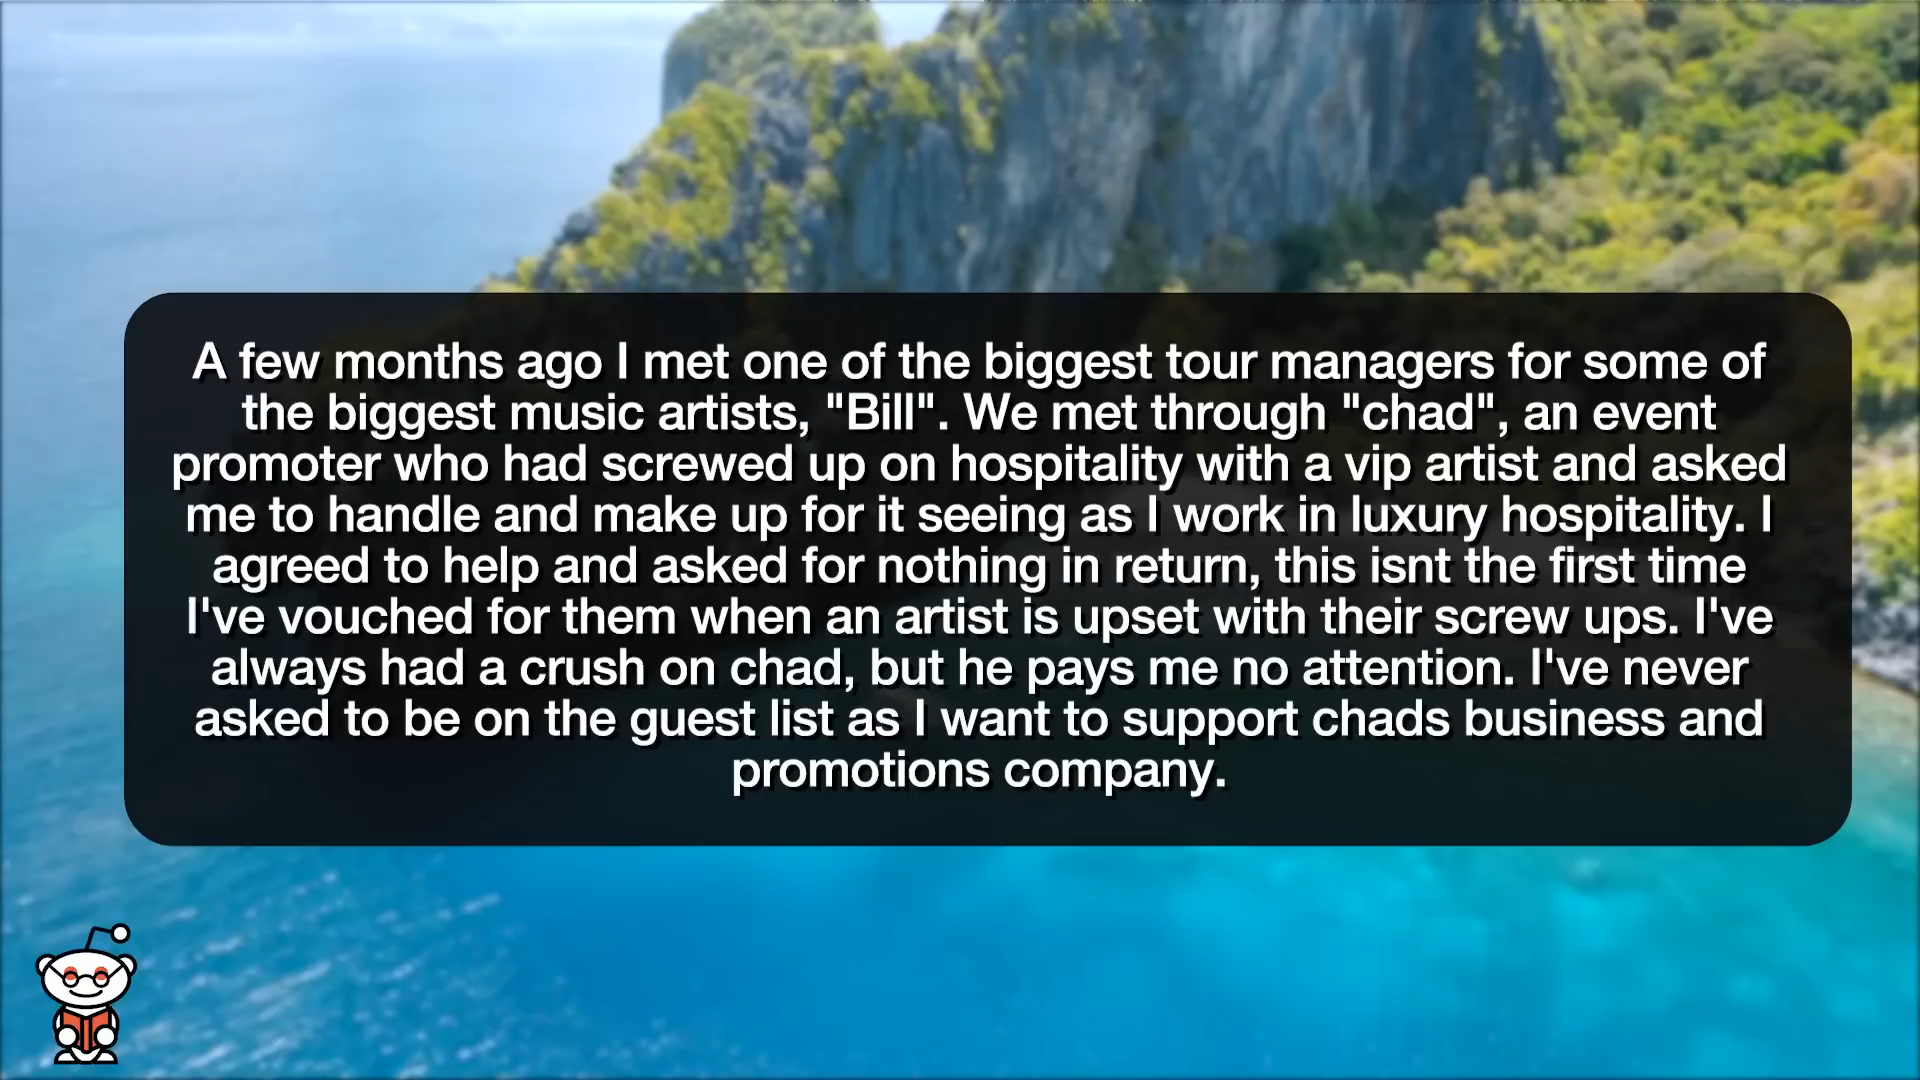 A few months ago I met one of the biggest tour managers for some of
the biggest music artists, "Bill". We met through "chad", an event
promoter who had screwed up on hospitality with a vip artist and asked
me to handle and make up for it seeing as I work in luxury hospitality. I
agreed to help and asked for nothing in return, this isnt the first time
I've vouched for them when an artist is upset with their screw ups. I've
always had a crush on chad, but he pays me no attention. I've never
asked to be on the guest list as I want to support chads business and
promotions company.